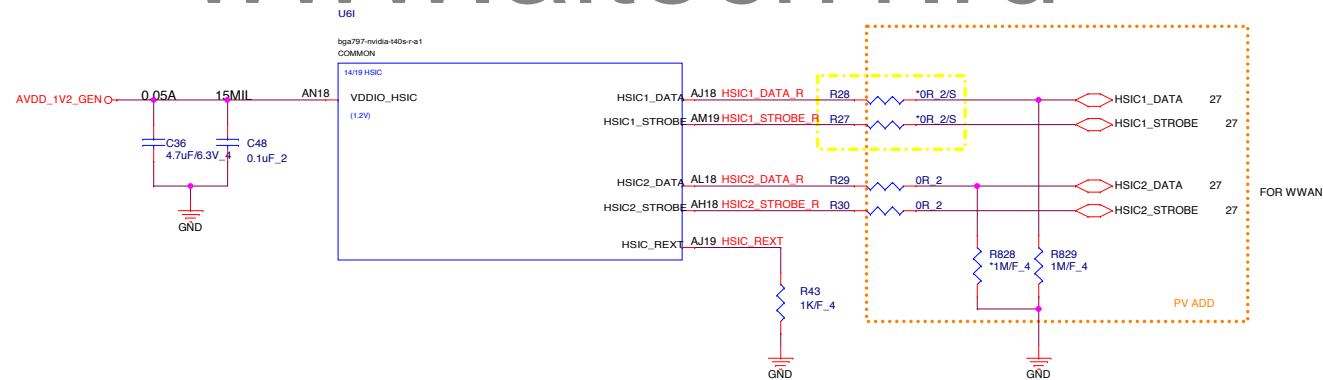 U6I
bga797-nvidia-t40s-r-a1
COMMON
14/19 HSIC
AVDD_1V2_GEN
0.05A
15MIL
AN18
VDDIO_HSIC
(1.2V)
C36
4.7uF/6.3V_4
C48
0.1uF_2
GND
HSIC1_DATA
AJ18
HSIC1_DATA_R
R28
*0R_2/S
HSIC1_DATA
27
HSIC1_STROBE
AM19
HSIC1_STROBE_R
R27
*0R_2/S
HSIC1_STROBE
27
HSIC2_DATA
AL18
HSIC2_DATA_R
R29
0R_2
HSIC2_DATA
27
FOR WWAN
HSIC2_STROBE
AH18
HSIC2_STROBE_R
R30
0R_2
HSIC2_STROBE
27
HSIC_REXT
AJ19
HSIC_REXT
R828
*1M/F_4
R829
1M/F_4
R43
1K/F_4
PV ADD
GND
GND